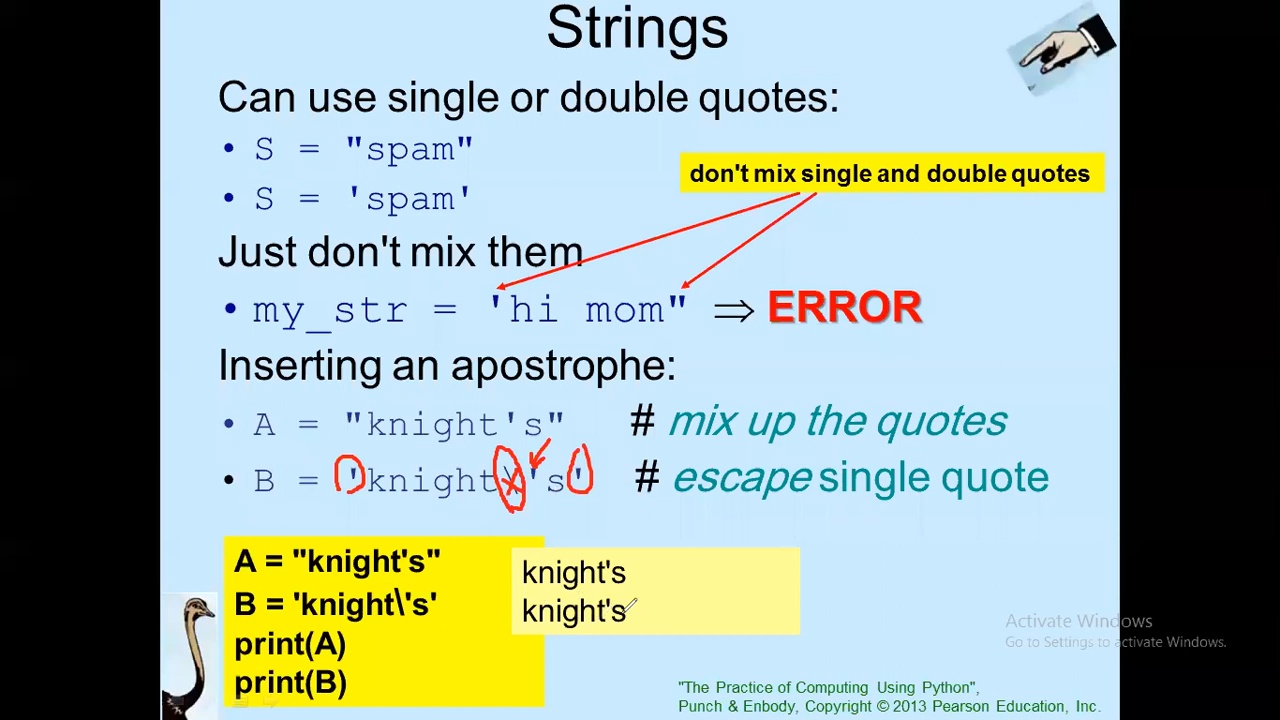 Strings
Can use single or double quotes:
• S = "spam"
• S = 'spam'
don't mix single and double quotes
Just don't mix them
• my_str = 'hi mom" ⇒ ERROR
Inserting an apostrophe:
• A = "knight's" # mix up the quotes
• B = 'knight\'s' # escape single quote
A = "knight's"
B = 'knight\'s'
print(A)
print(B)
knight's
knight's
Activate Windows
Go to Settings to activate Windows.
"The Practice of Computing Using Python",
Punch & Enbody, Copyright © 2013 Pearson Education, Inc.